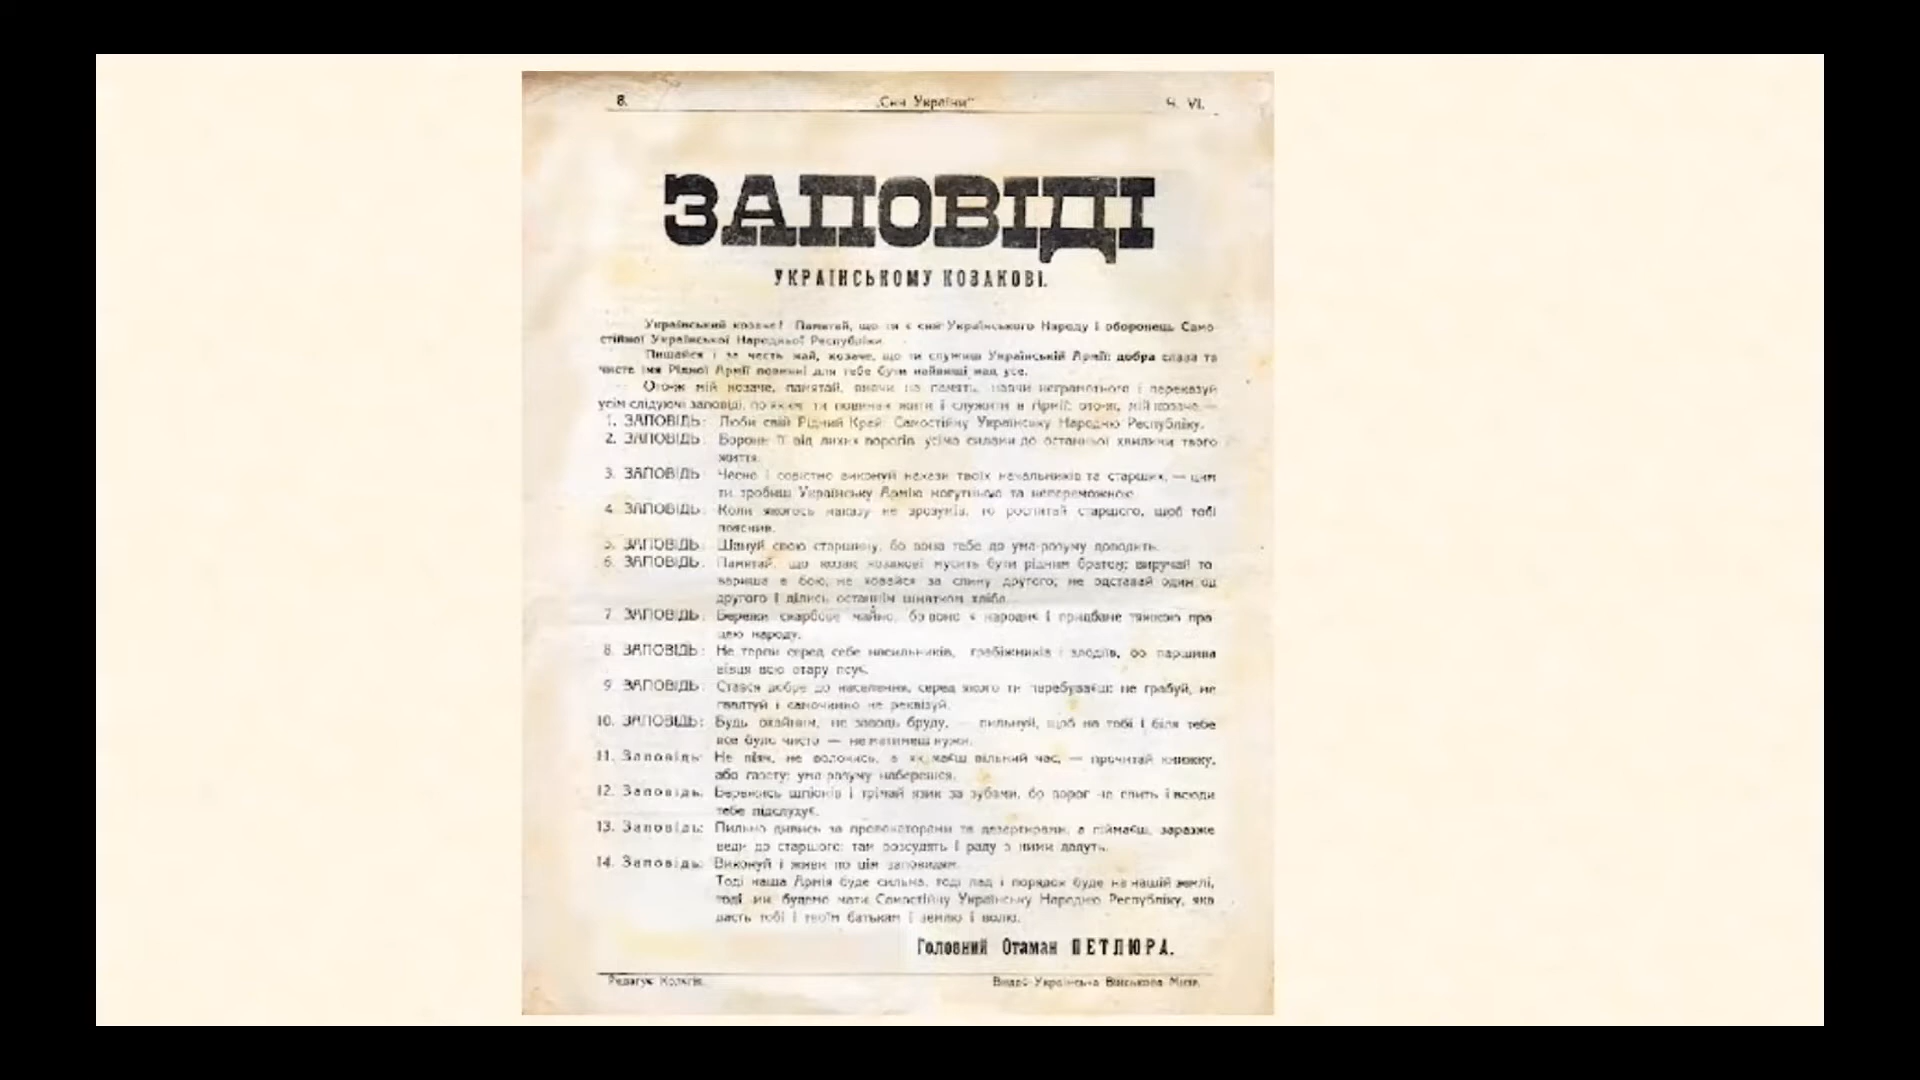 8.
„Син України"
Ч. VI.
ЗАПОВІДІ
УКРАЇНСЬКОМУ КОЗАКОВІ.
Український козаче! Памятай, що ти є син Українського Народу і оборонець Само-
стійної Української Народньої Республіки.
Пишайся і за честь май, козаче, що ти служиш Українській Армії: добра слава та
чисте імя Рідної Армії повинні для тебе бути найвищі над усе.
Ото-ж мій козаче, памятай, вивчи на память, навчи неграмотного і переказуй
усім слідуючі заповіді, по яким ти повинен жити і служити в Армії: ото-ж, мій козаче,—
1. ЗАПОВІДЬ: Люби свій Рідний Край Самостійну Українську Народню Республіку.
2. ЗАПОВІДЬ: Борони її від лихих ворогів усіма силами до останньої хвилини твого
життя.
3. ЗАПОВІДЬ Чесно і совістно виконуй накази твоїх начальників та старших, — цим
ти зробиш Українську Армію могутньою та непереможною.
4. ЗАПОВІДЬ: Коли якогось наказу не зрозумів, то роспитай старшого, щоб тобі
пояснив.
5. ЗАПОВІДЬ: Шануй свою старшину, бо вона тебе до ума-розуму доводить.
6. ЗАПОВІДЬ: Памятай, що козак козакові мусить бути рідним братом: виручай то-
вариша в бою, не ховайся за спину другого; не одставай один од
другого і ділись останнім шматком хліба.
7. ЗАПОВІДЬ: Бережи скарбове майно, бо воно є народнє і придбане тяжкою пра-
цею народу.
8. ЗАПОВІДЬ: Не терпи серед себе насильників, грабіжників і злодіїв, бо паршива
вівця всю отару псує.
9. ЗАПОВІДЬ: Стався добре до населення, серед якого ти перебуваєш: не грабуй, не
гвалтуй і самочинно не реквізуй.
10. ЗАПОВІДЬ: Будь охайним, не заводь бруду, — пильнуй, щоб на тобі і біля тебе
все було чисто — не матимеш нужи.
11. Заповідь: Не пияч, не волочись, а як маєш вільний час, — прочитай книжку,
або газету: ума-розуму наберешся.
12. Заповідь: Бережись шпіонів і трімай язик за зубами, бо ворог не спить і всюди
тебе підслухує.
13. Заповідь: Пильно дивись за провокаторами та дезертирами, а піймаєш, заразже
веди до старшого: там розсудять і раду з ними дадуть.
14. Заповідь: Виконуй і живи по цім заповідям.
Тоді наша Армія буде сильна, тоді лад і порядок буде на нашій землі,
тоді ми будемо мати Самостійну Українську Народню Республіку, яка
дасть тобі і твоїм батькам і землю і волю.
Головний Отаман ПЕТЛЮРА.
Редагує Колегія.
Видає Українська Військова Місія.